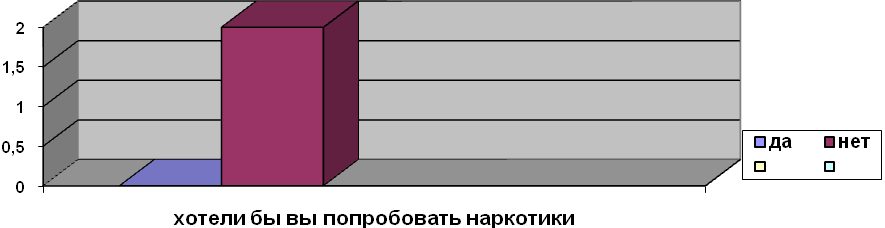 2
1,5
1
0,5
0
да
нет
хотели бы вы попробовать наркотики